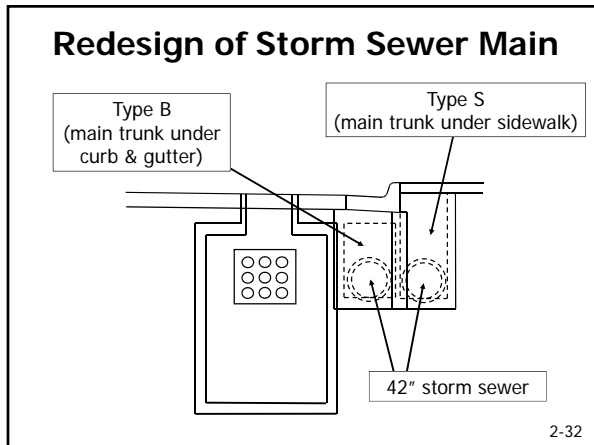 Redesign of Storm Sewer Main
Type B
(main trunk under
curb & gutter)
Type S
(main trunk under sidewalk)
42" storm sewer
2-32